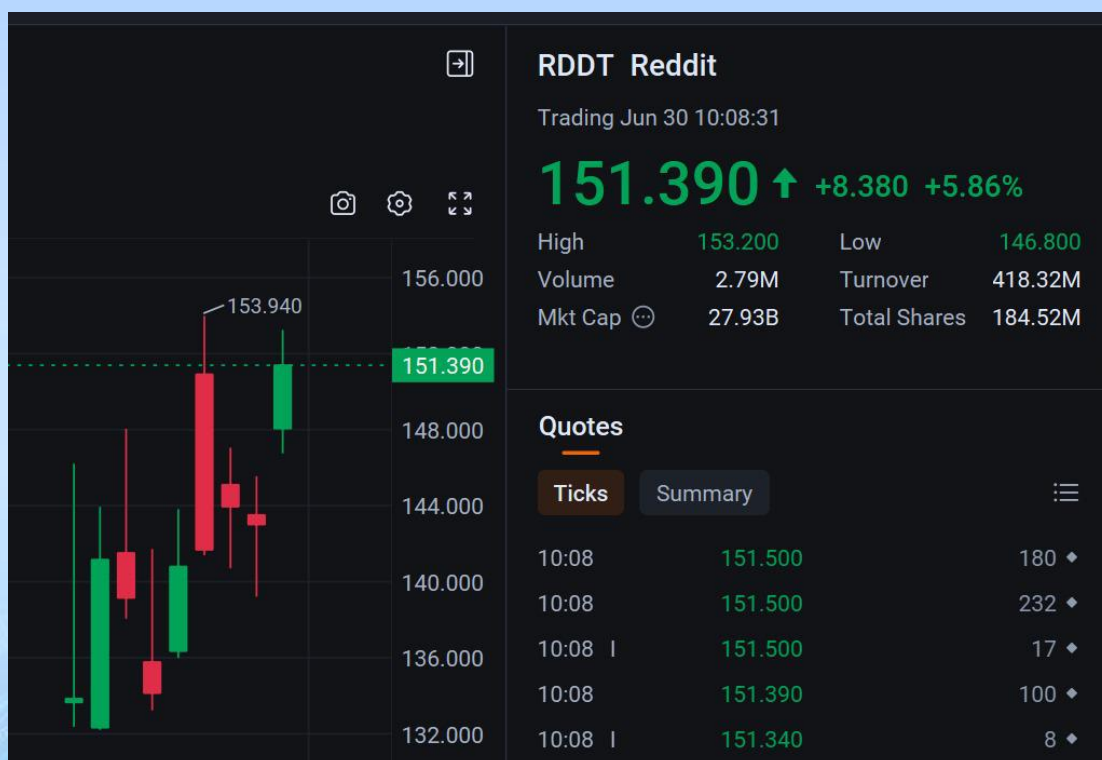 RDDT Reddit
Trading Jun 30 10:08:31
151.390 +8.380 +5.86%
High 153.200 Low 146.800
Volume 2.79M Turnover 418.32M
Mkt Cap 27.93B Total Shares 184.52M
156.000
153.940
151.390
148.000
144.000
140.000
136.000
132.000
Quotes
Ticks Summary
10:08 151.500 180
10:08 151.500 232
10:08 I 151.500 17
10:08 151.390 100
10:08 I 151.340 8